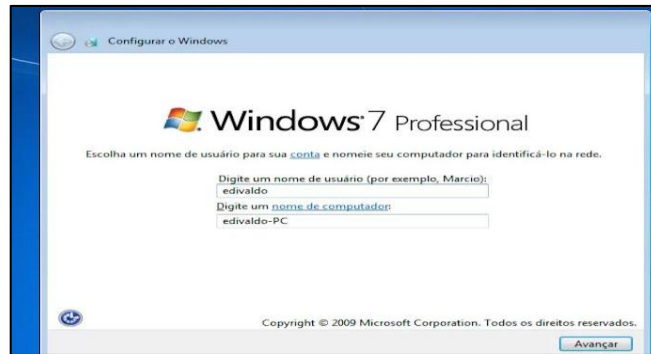 Configurar o Windows
Windows 7 Professional
Escolha um nome de usuário para sua conta e nomeie seu computador para identificá-lo na rede.
Digite um nome de usuário (por exemplo, Marcio):
edivaldo
Digite um nome de computador:
edivaldo-PC
Copyright © 2009 Microsoft Corporation. Todos os direitos reservados.
Avançar